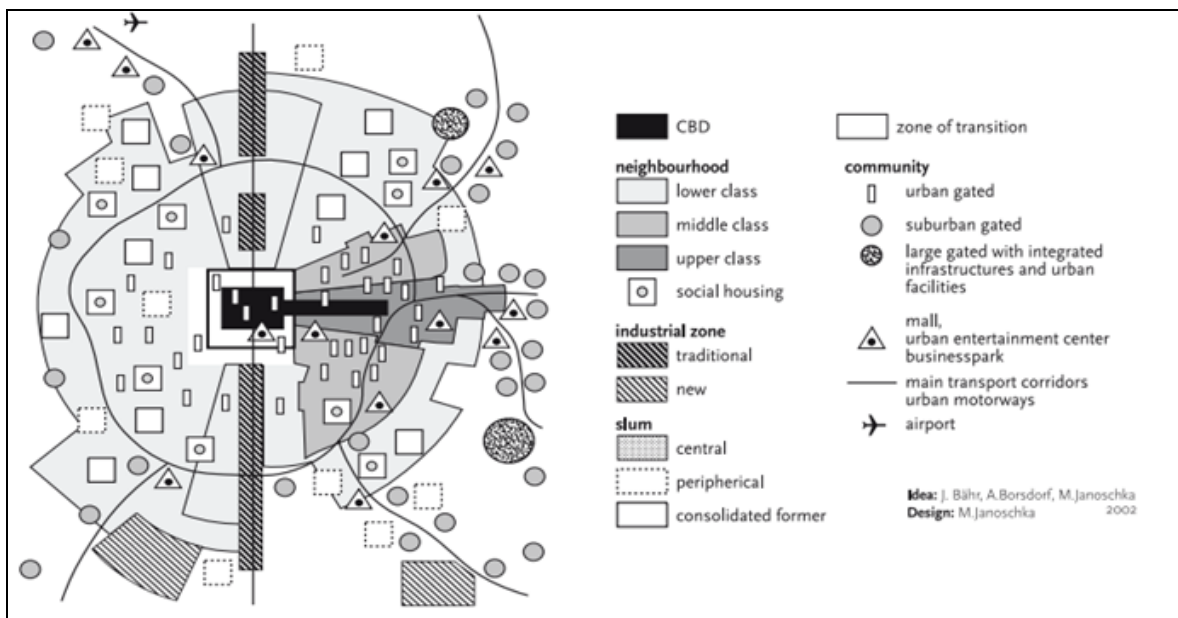 CBD
neighbourhood
lower class
middle class
upper class
social housing
industrial zone
traditional
new
slum
central
peripherical
consolidated former
zone of transition
community
urban gated
suburban gated
large gated with integrated
infrastructures and urban
facilities
mall,
urban entertainment center
businesspark
main transport corridors
urban motorways
airport
Idea: J. Bähr, A.Borsdorf, M.Janoschka
2002
Design: M.Janoschka